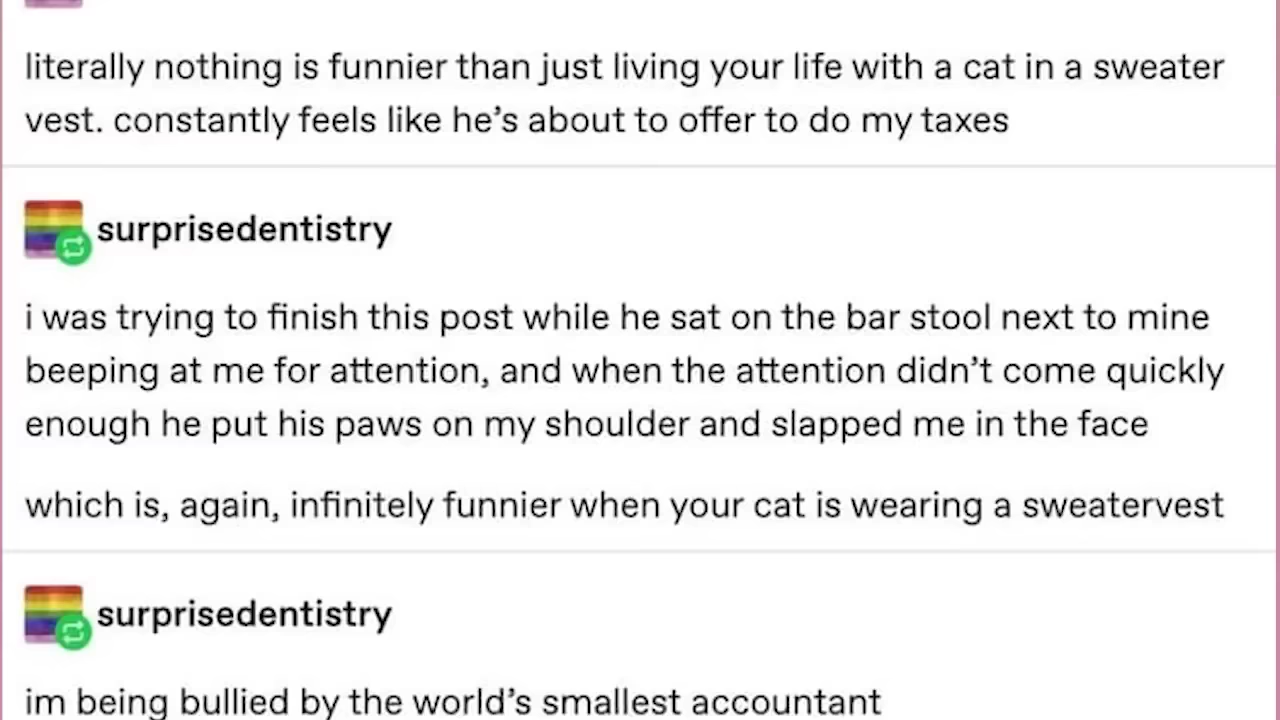 literally nothing is funnier than just living your life with a cat in a sweater
vest. constantly feels like he’s about to offer to do my taxes
surprisedentistry
i was trying to finish this post while he sat on the bar stool next to mine
beeping at me for attention, and when the attention didn’t come quickly
enough he put his paws on my shoulder and slapped me in the face
which is, again, infinitely funnier when your cat is wearing a sweatervest
surprisedentistry
im being bullied by the world’s smallest accountant